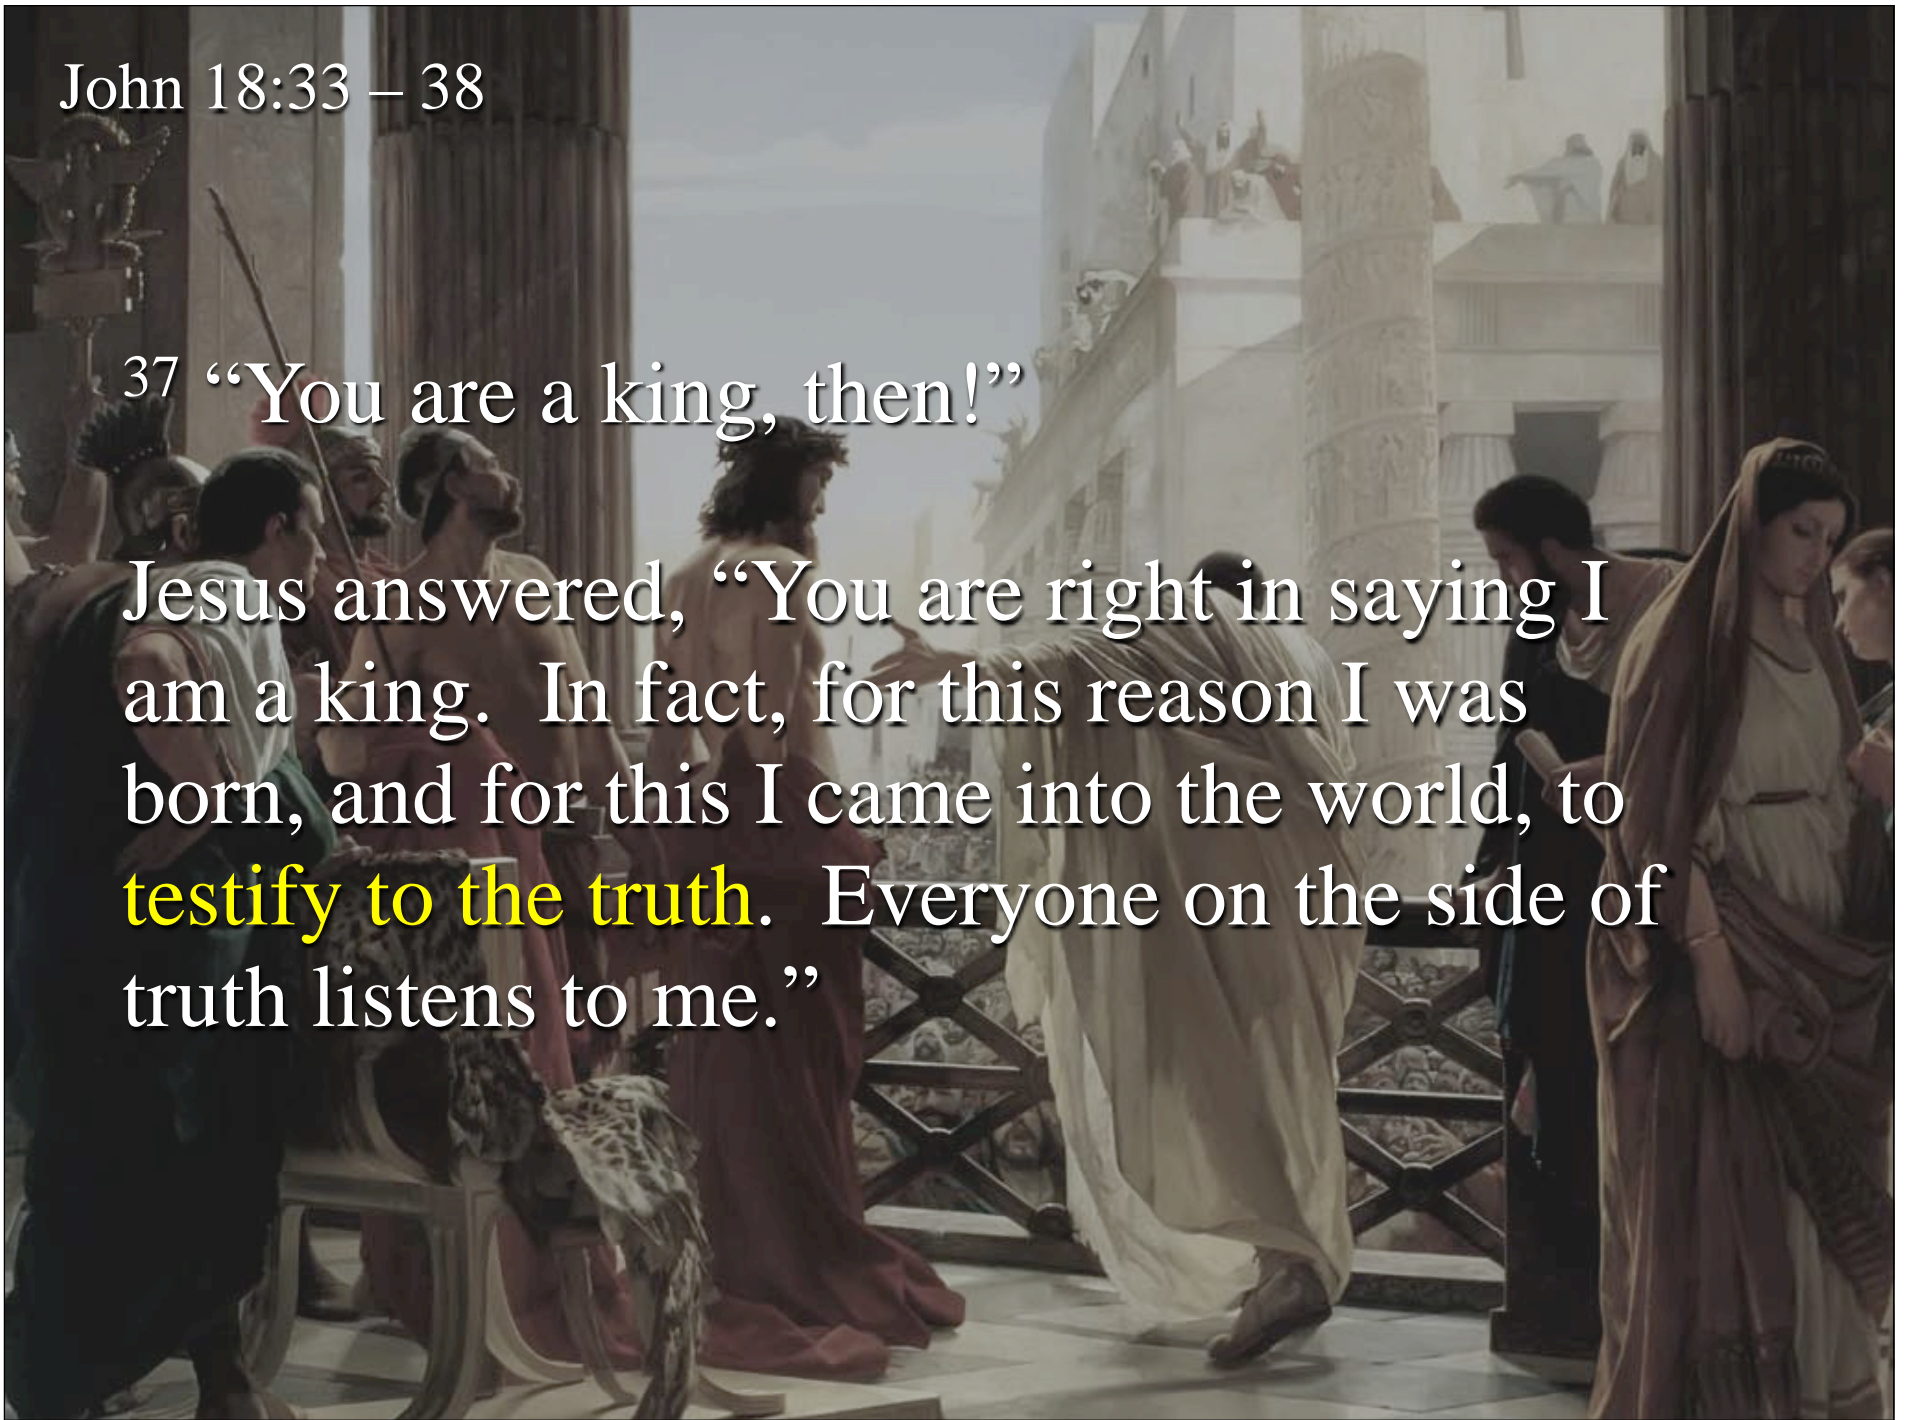 John 18:33 – 38
37 “You are a king, then!”
Jesus answered, “You are right in saying I
am a king.  In fact, for this reason I was
born, and for this I came into the world, to
testify to the truth.  Everyone on the side of
truth listens to me.”